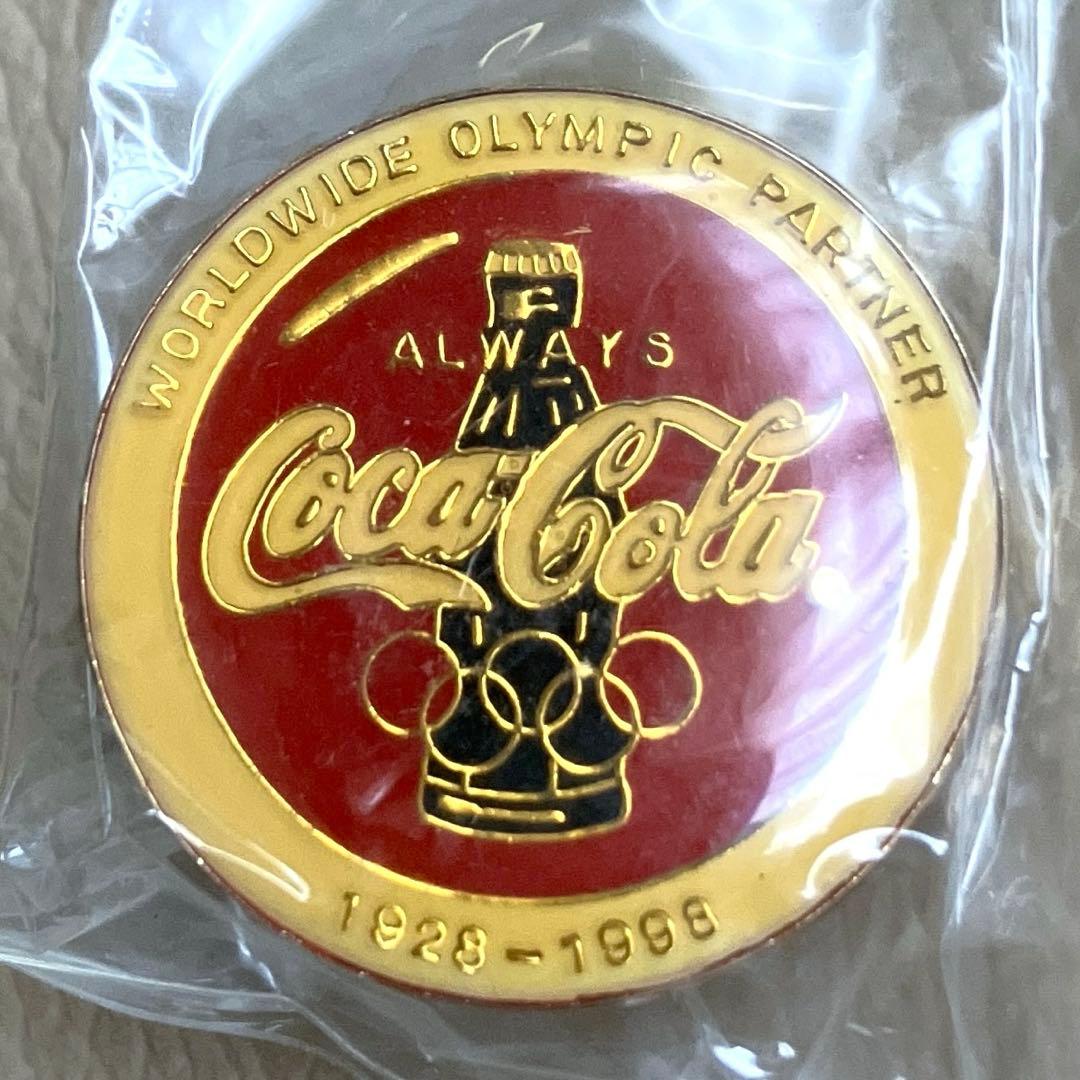 WORLDWIDE OLYMPIC PARTNER
ALWAYS
Coca-Cola
1928-1998